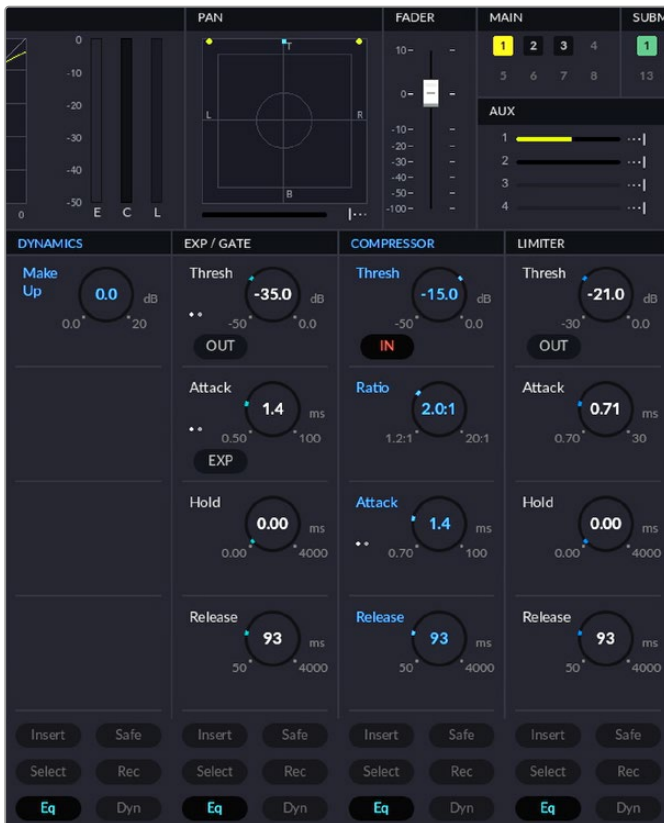 PAN FADER MAIN SUBM
0 T 10- 1 2 3 4 1
-10 5 6 7 8 13
-20 L R 0-
-30 AUX
-10- 1
-20- 2
-40 -30- 3
-40-
-50 B -50- 4
0 E C L -100-
DYNAMICS EXP / GATE COMPRESSOR LIMITER
Make Up 0.0 dB Thresh -35.0 dB Thresh -15.0 dB Thresh -21.0 dB
0.0 20 -50 0.0 -50 0.0 -30 0.0
OUT IN OUT
Attack 1.4 ms Ratio 2.0:1 Attack 0.71 ms
0.50 100 1.2:1 20:1 0.70 30
EXP
Hold 0.00 ms Attack 1.4 ms Hold 0.00 ms
0.00 4000 0.70 100 0.00 4000
Release 93 ms Release 93 ms Release 93 ms
50 4000 50 4000 50 4000
Insert Safe Insert Safe Insert Safe Insert Safe
Select Rec Select Rec Select Rec Select Rec
Eq Dyn Eq Dyn Eq Dyn Eq Dyn